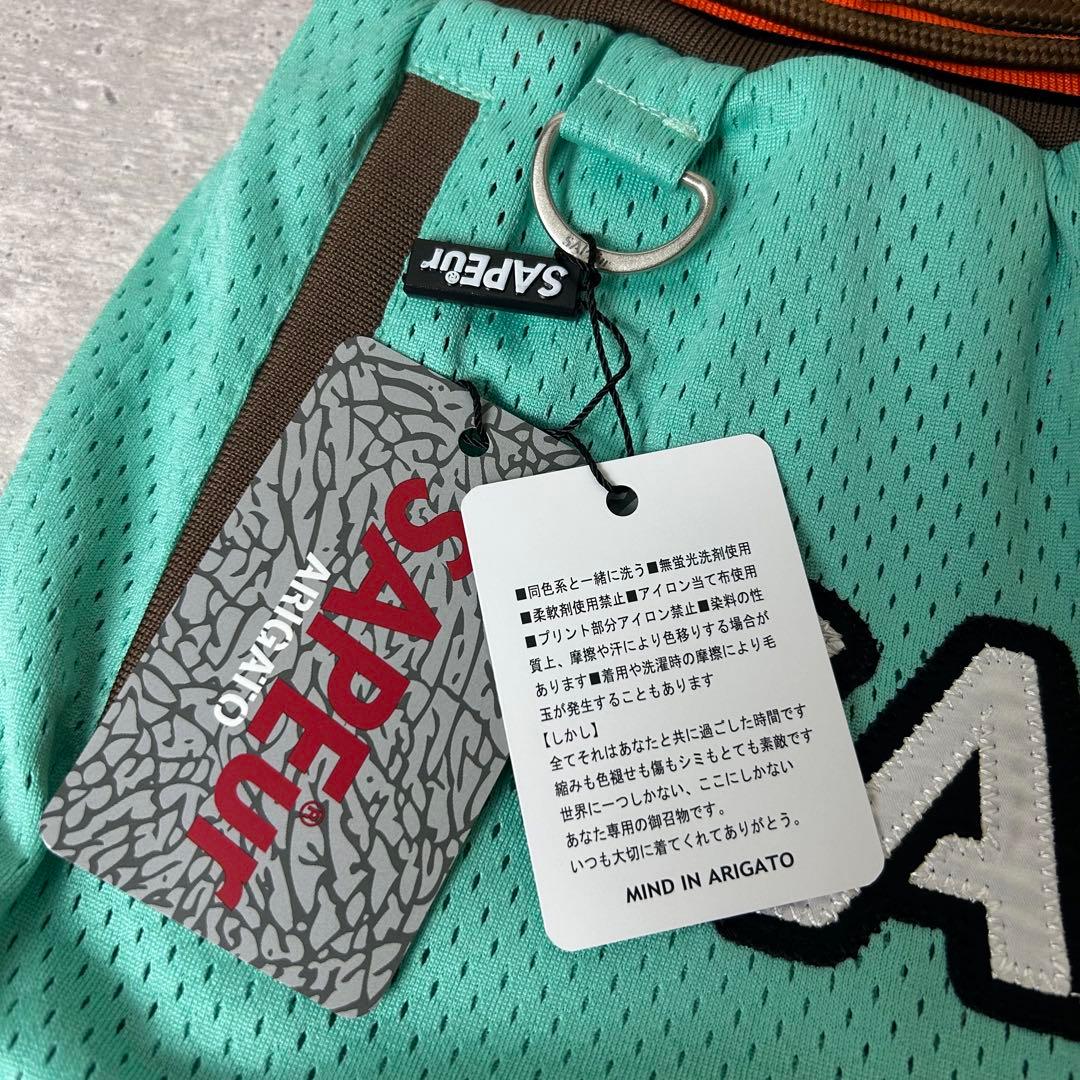 SAPEur®
SAPEur®
ARIGATO
■同色系と一緒に洗う■無蛍光洗剤使用
■柔軟剤使用禁止■アイロン当て布使用
■プリント部分アイロン禁止■染料の性
質上、摩擦や汗により色移りする場合が
あります■着用や洗濯時の摩擦により毛
玉が発生することもあります
【しかし】
全てそれはあなたと共に過ごした時間です
縮みも色褪せも傷もシミもとても素敵です
世界に一つしかない、ここにしかない
あなた専用の御召物です。
いつも大切に着てくれてありがとう。
MIND IN ARIGATO
SA